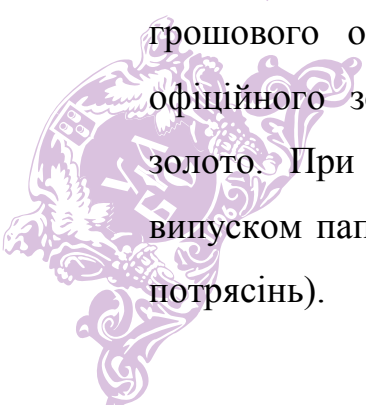 грошового о
офіційного з
золото. При
випуском пап
потрясінь).